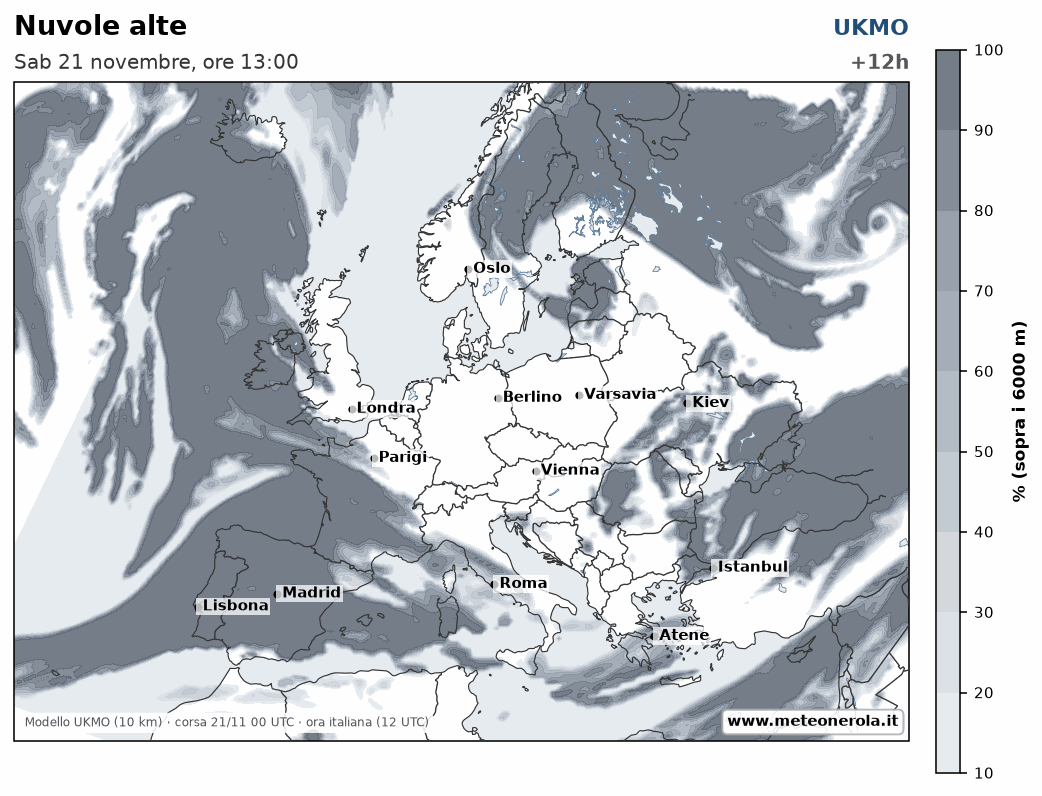 Nuvole alte
UKMO
Sab 21 novembre, ore 13:00
+12h
100
90
80
70
60
50
40
30
20
10
% (sopra i 6000 m)
Oslo
Londra
Berlino
Varsavia
Kiev
Parigi
Vienna
Istanbul
Roma
Madrid
Lisbona
Atene
Modello UKMO (10 km) · corsa 21/11 00 UTC · ora italiana (12 UTC)
www.meteonerola.it